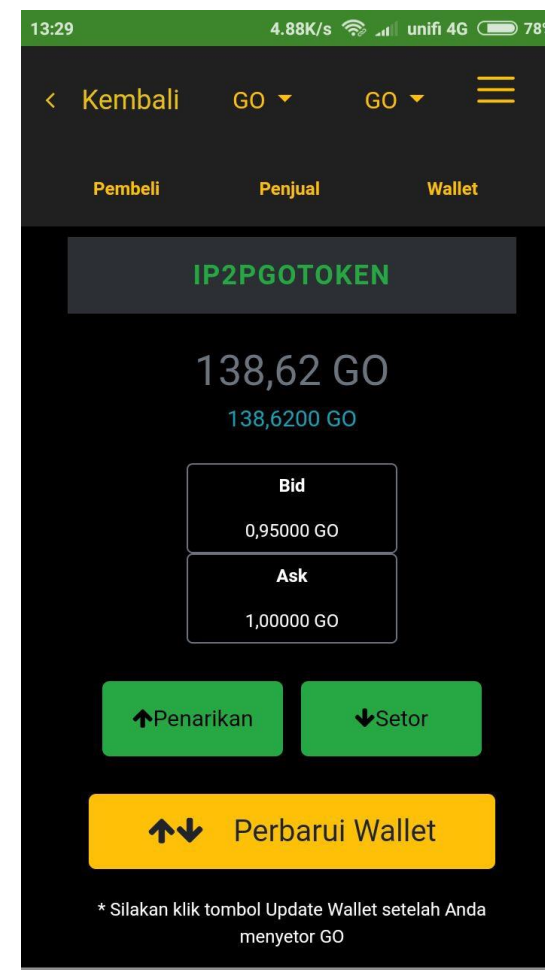 13:29 4.88K/s unifi 4G 78%
< Kembali GO GO
Pembeli Penjual Wallet
IP2PGOTOKEN
138,62 GO
138,6200 GO
Bid
0,95000 GO
Ask
1,00000 GO
Penarikan Setor
Perbarui Wallet
* Silakan klik tombol Update Wallet setelah Anda
menyetor GO